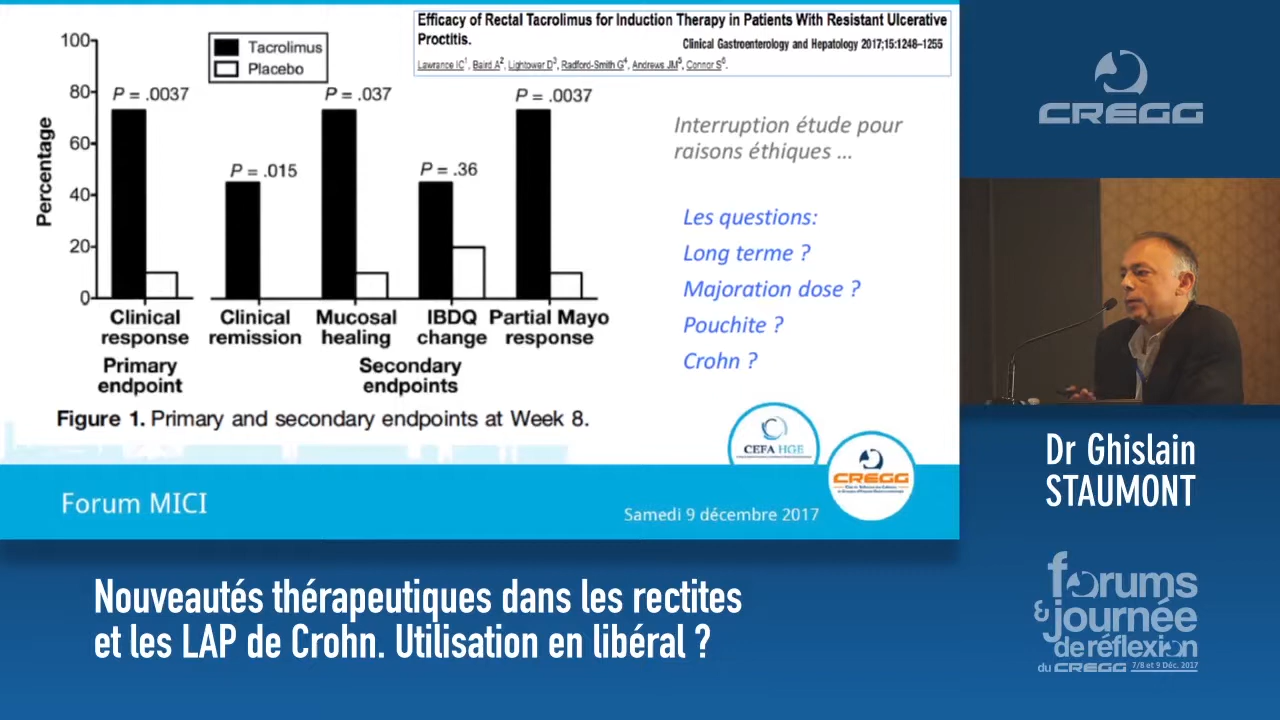 Efficacy of Rectal Tacrolimus for Induction Therapy in Patients With Resistant Ulcerative
Proctitis.
Clinical Gastroenterology and Hepatology 2017;15:1248–1255
Lawrance IC1, Baird A2, Lightower D3, Radford-Smith G4, Andrews JM5, Connor S6.
Tacrolimus
Placebo
Percentage
100
80
60
40
20
0
P = .0037
P = .015
P = .037
P = .36
P = .0037
Clinical
response
Clinical
remission
Mucosal
healing
IBDQ
change
Partial Mayo
response
Primary
endpoint
Secondary
endpoints
Figure 1. Primary and secondary endpoints at Week 8.
Interruption étude pour
raisons éthiques ...
Les questions:
Long terme ?
Majoration dose ?
Pouchite ?
Crohn ?
CEFA HGE
CREGG
Forum MICI
Samedi 9 décembre 2017
CREGG
Dr Ghislain
STAUMONT
Nouveautés thérapeutiques dans les rectites
et les LAP de Crohn. Utilisation en libéral ?
forums
& journée
de réflexion
du CREGG 7/8 et 9 Déc. 2017